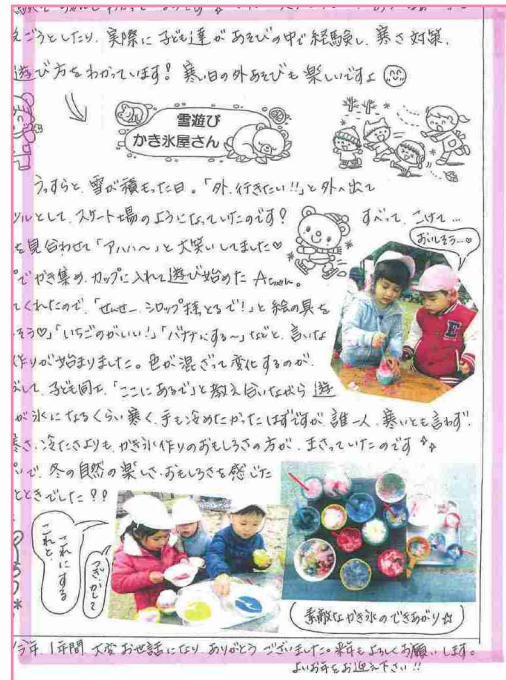 えごうとしたり、実際に子ども達があそびの中で経験し、寒さ対策、
遊び方をわかっています！寒い日の外あそびも楽しいですよ
雪遊び
かき氷屋さん
うっすらと、雪が積もった日。「外、行きたい!!」と外へ出て
ツルとして、スケート場のようになっていたのです！ すべって、こけて…
を見合わせて「アハハ〜」と大笑いしてました♡
おいしそう…♡
でかき集め、カップに入れて遊び始めたAちゃん。
てくれたので、「せんせー、シロップ持っとるで！」と絵の具を
そう♡」「いちごのがいい！」「バナナにする〜」などと、言いな
作りが始まりました。色が混ざって変化するのが、
して、子ども同士、「ここにあるで」と教え合いながら遊
が氷になるくらい寒く、手も冷めたかったはずですが誰一人、寒いとも言わず、
寒さ、冷たさよりも、かき氷作りのおもしろさの方が、まさっていたのです
いで、冬の自然の楽しさ・おもしろさを感じた
とときでした！！
これにする
これと、
つぎ、かして
素敵なかき氷のできあがり☆
今年1年間、大変お世話になり、ありがとうございました。来年もよろしくお願いします。
よいお年をお迎え下さい!!